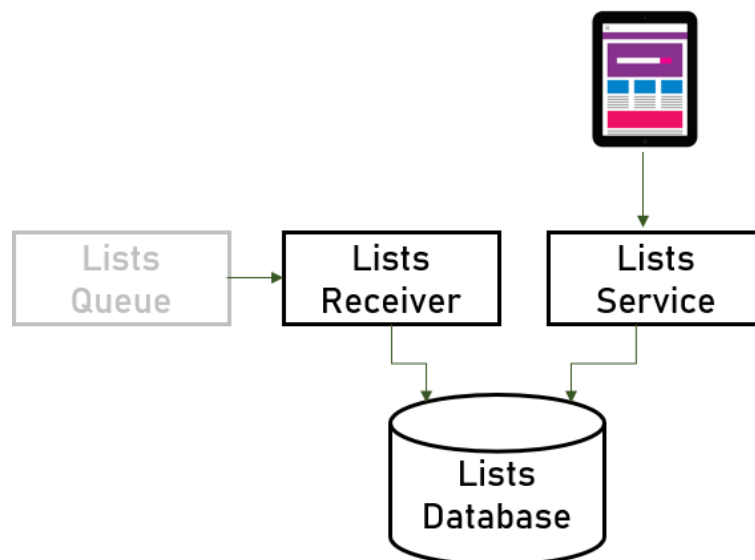 Lists
Queue
Lists
Receiver
Lists
Service
Lists
Database